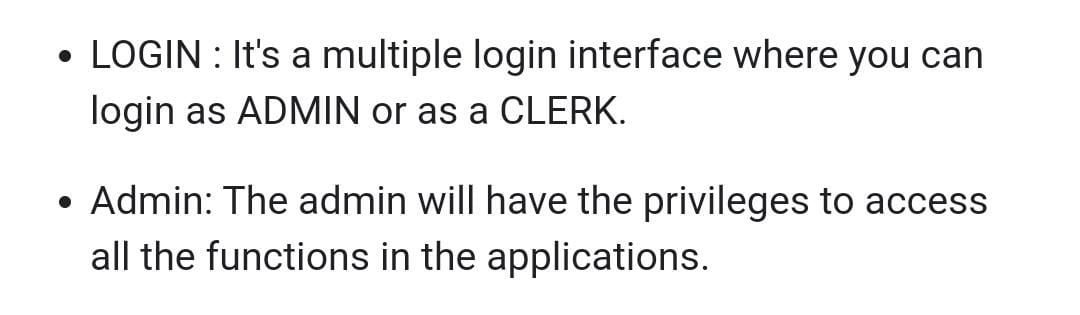 • LOGIN : It's a multiple login interface where you can
login as ADMIN or as a CLERK.
• Admin: The admin will have the privileges to access
all the functions in the applications.